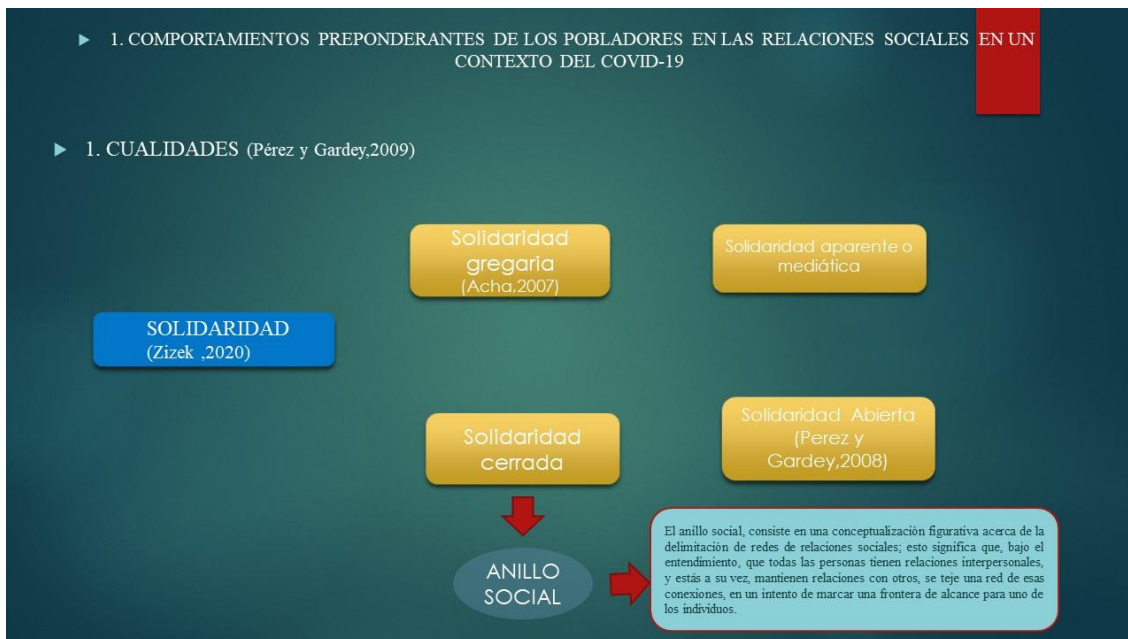 1. COMPORTAMIENTOS PREPONDERANTES DE LOS POBLADORES EN LAS RELACIONES SOCIALES EN UN
CONTEXTO DEL COVID-19
1. CUALIDADES (Pérez y Gardey,2009)
Solidaridad
gregaria
(Acha,2007)
Solidaridad aparente o
mediática
SOLIDARIDAD
(Zizek ,2020)
Solidaridad
cerrada
Solidaridad Abierta
(Perez y
Gardey,2008)
ANILLO
SOCIAL
El anillo social, consiste en una conceptualización figurativa acerca de la
delimitación de redes de relaciones sociales; esto significa que, bajo el
entendimiento, que todas las personas tienen relaciones interpersonales,
y estás a su vez, mantienen relaciones con otros, se teje una red de esas
conexiones, en un intento de marcar una frontera de alcance para uno de
los individuos.